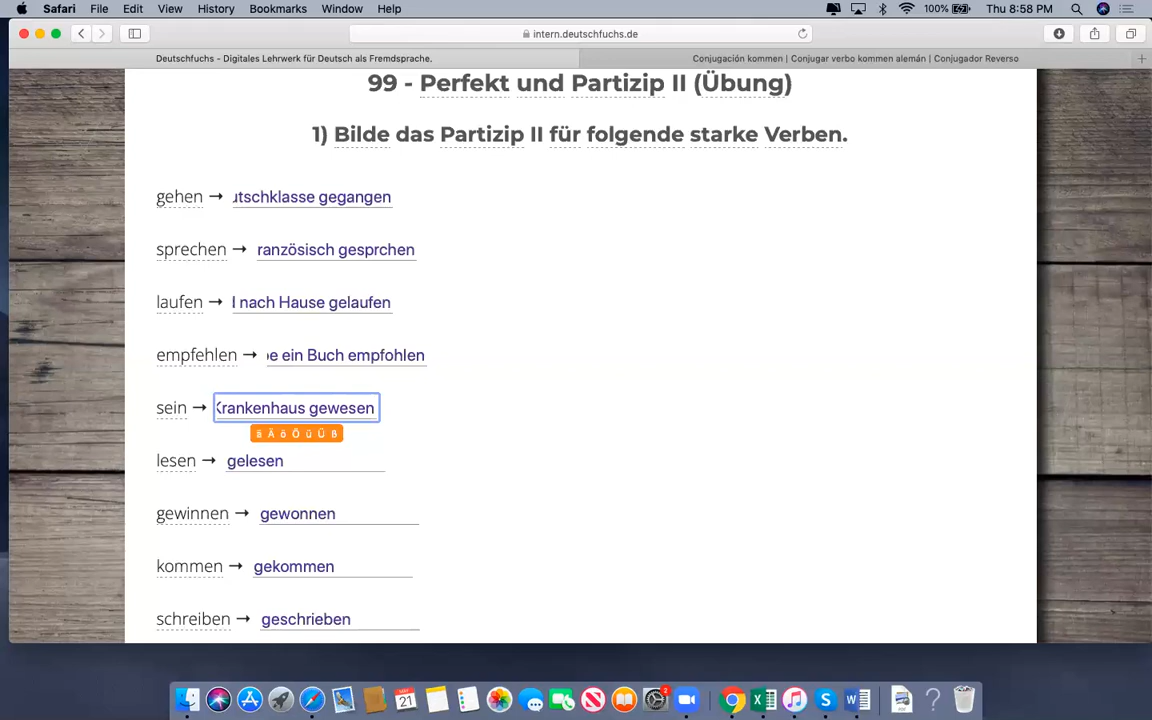 Safari File Edit View History Bookmarks Window Help 100% Thu 8:58 PM
intern.deutschfuchs.de
Deutschfuchs - Digitales Lehrwerk für Deutsch als Fremdsprache. Conjugación kommen | Conjugar verbo kommen alemán | Conjugador Reverso
99 - Perfekt und Partizip II (Übung)
1) Bilde das Partizip II für folgende starke Verben.
gehen → utschklasse gegangen
sprechen → ranzösisch gesprchen
laufen → l nach Hause gelaufen
empfehlen → be ein Buch empfohlen
sein → Krankenhaus gewesen
ä Ä ö Ö ü Ü ß
lesen → gelesen
gewinnen → gewonnen
kommen → gekommen
schreiben → geschrieben